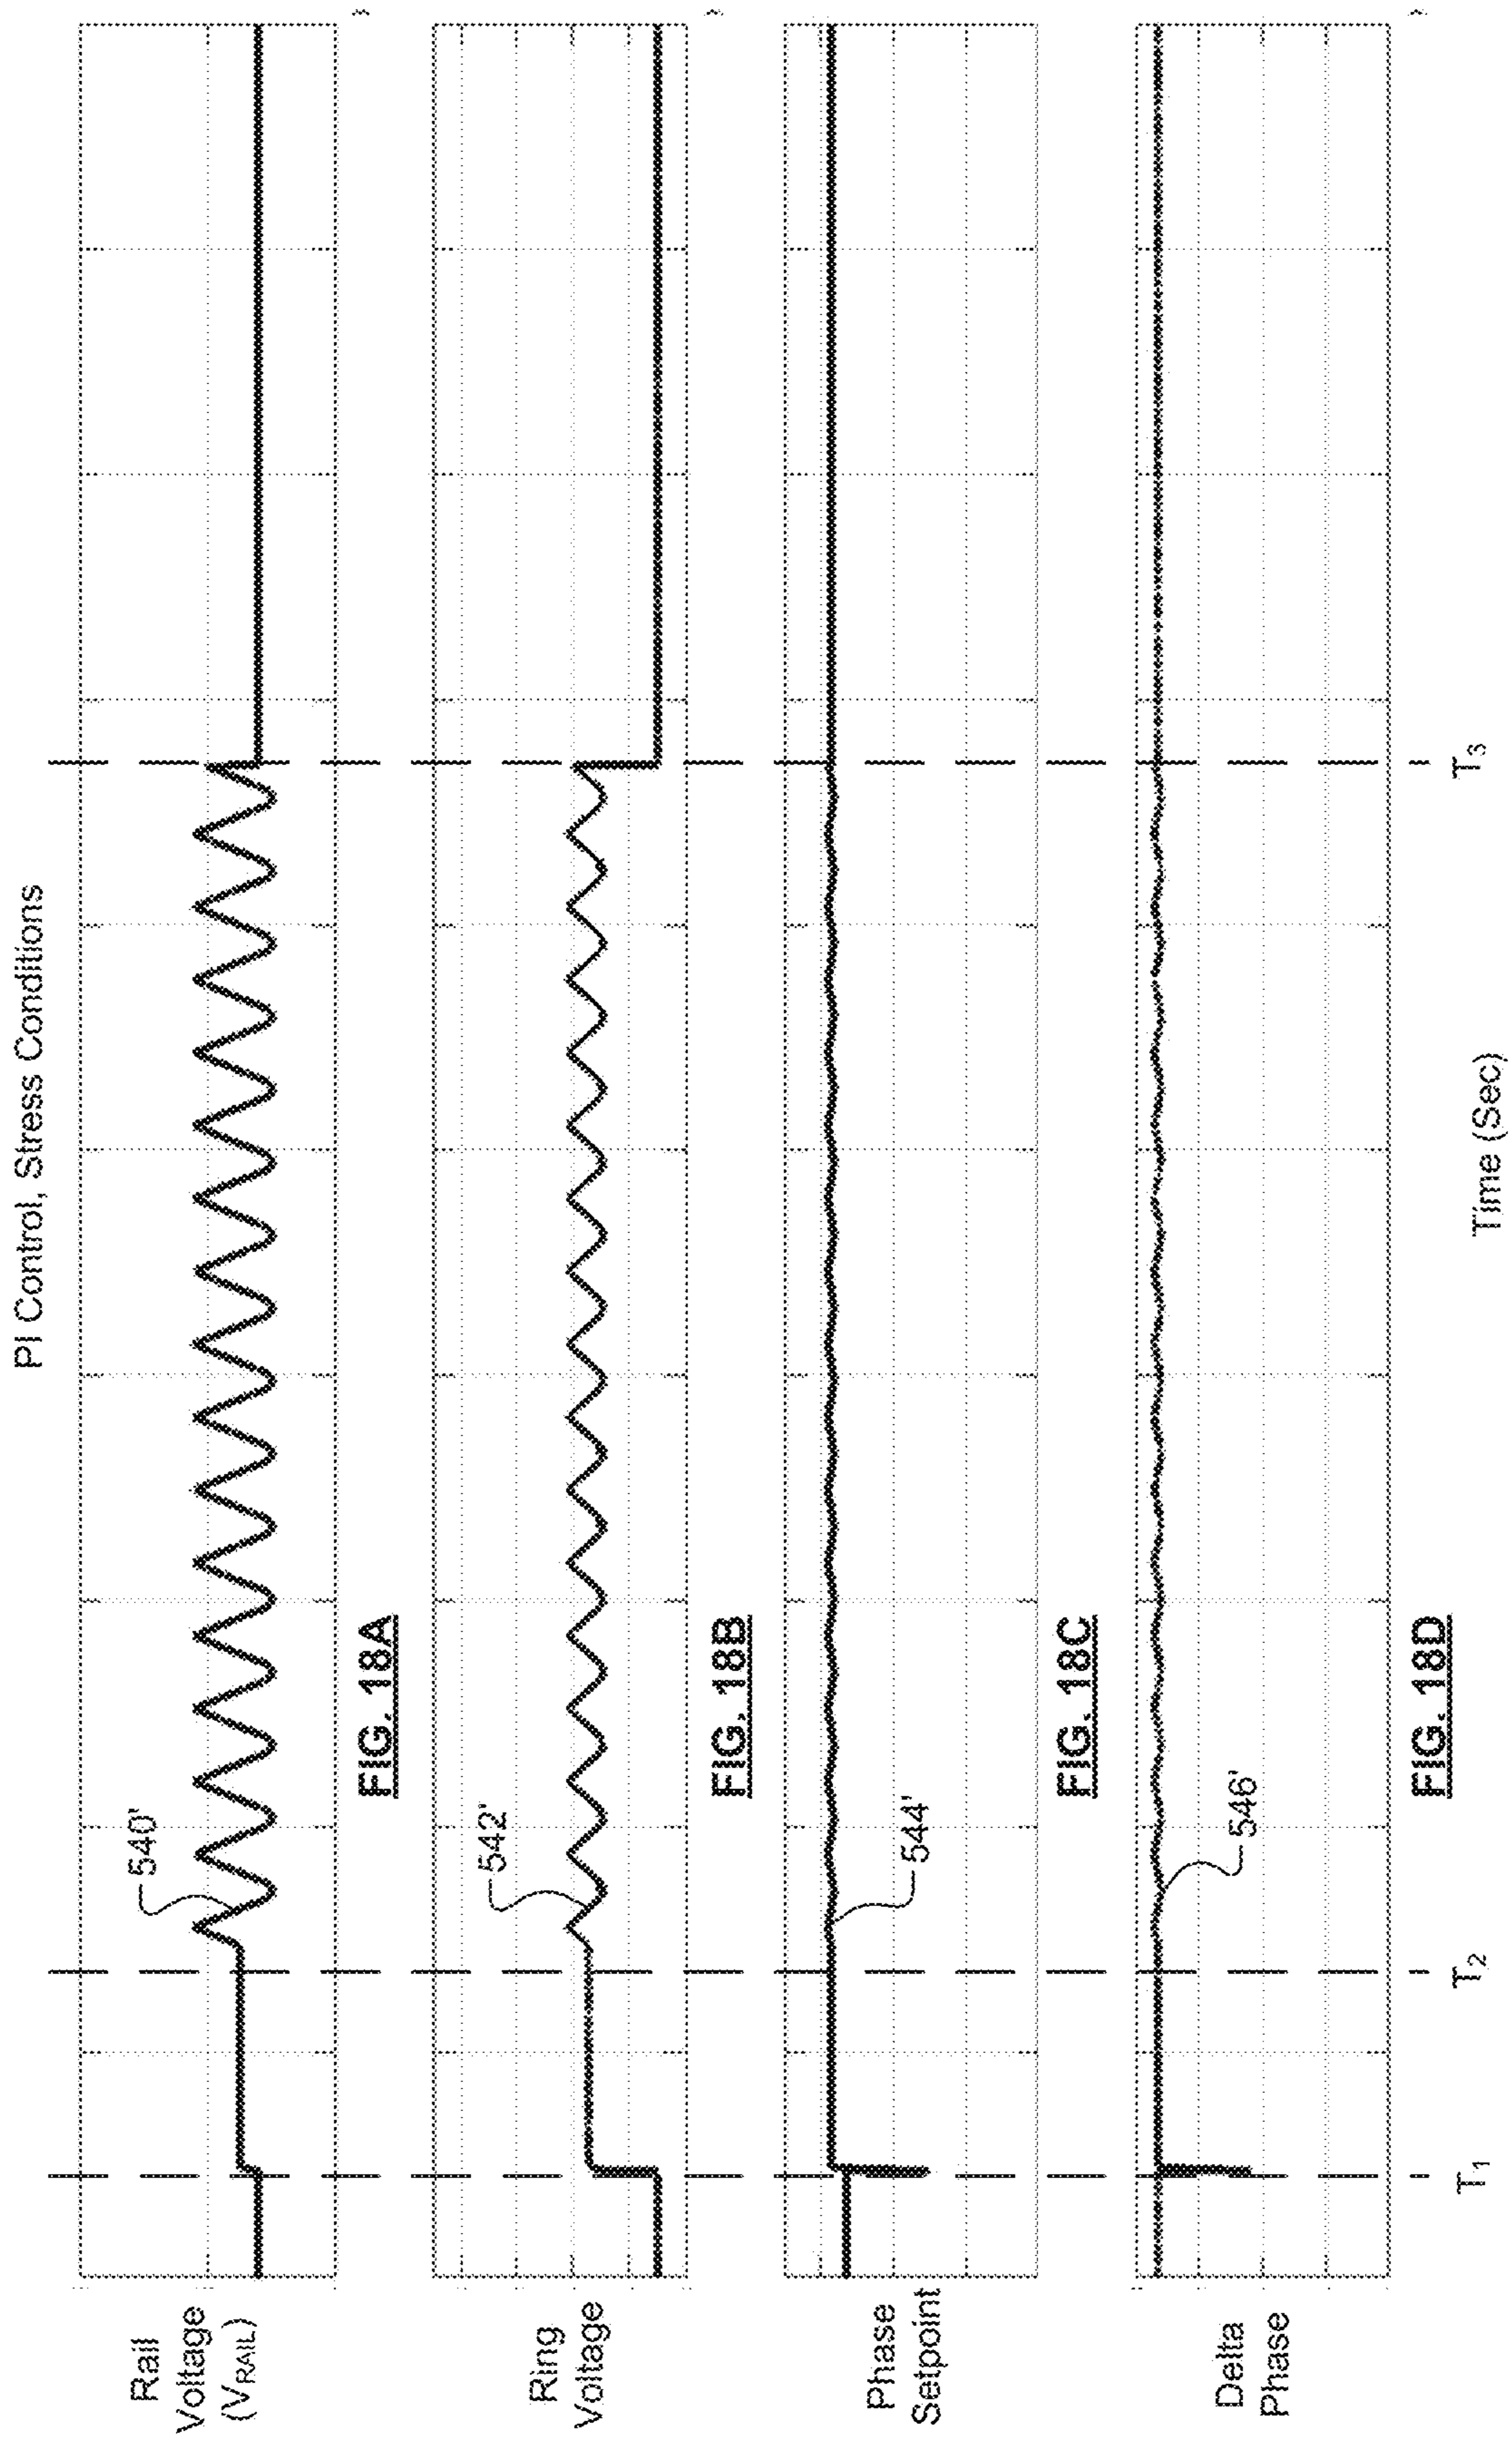 PI Control, Stress Conditions
Rail
Voltage
(VRAIL)
540'
FIG. 18A
Ring
Voltage
542'
FIG. 18B
Phase
Setpoint
544'
FIG. 18C
Delta
Phase
546'
FIG. 18D
T1
T2
T3
Time (Sec)